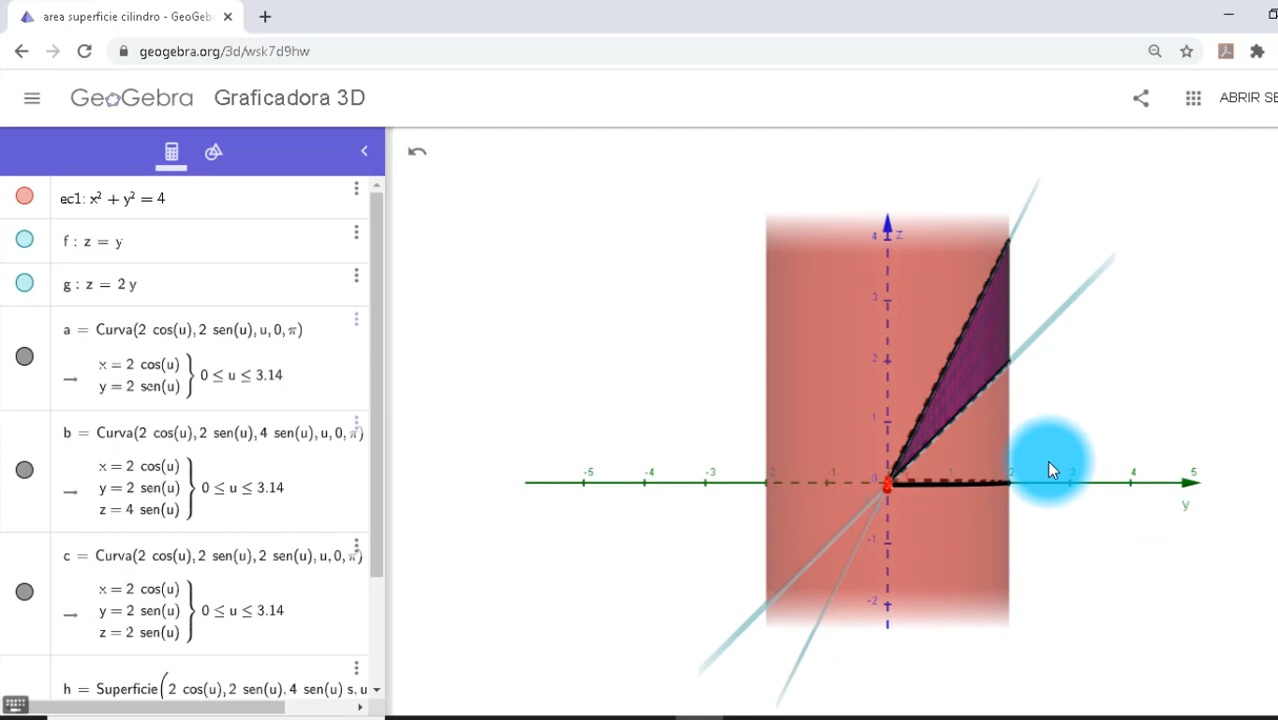 area superficie cilindro - GeoGeb
geogebra.org/3d/wsk7d9hw
GeoGebra Graficadora 3D ABRIR SE
ec1: x² + y² = 4
f : z = y
g : z = 2 y
a = Curva(2 cos(u), 2 sen(u), u, 0, π)
→ x = 2 cos(u)
y = 2 sen(u) } 0 ≤ u ≤ 3.14
b = Curva(2 cos(u), 2 sen(u), 4 sen(u), u, 0, π)
→ x = 2 cos(u)
y = 2 sen(u)
z = 4 sen(u) } 0 ≤ u ≤ 3.14
c = Curva(2 cos(u), 2 sen(u), 2 sen(u), u, 0, π)
→ x = 2 cos(u)
y = 2 sen(u)
z = 2 sen(u) } 0 ≤ u ≤ 3.14
h = Superficie(2 cos(u), 2 sen(u), 4 sen(u) s, u
z
4
3
2
1
0
-1
-2
-5 -4 -3 -2 -1 1 2 3 4 5
y